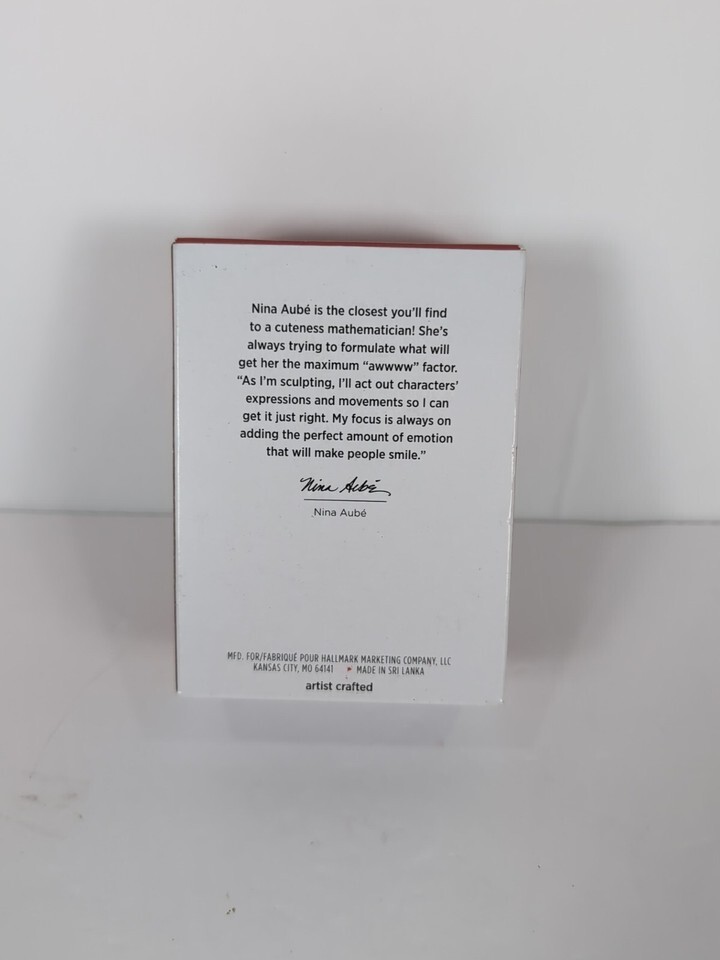 Nina Aubé is the closest you'll find
to a cuteness mathematician! She's
always trying to formulate what will
get her the maximum “awwww” factor.
“As I'm sculpting, I'll act out characters'
expressions and movements so I can
get it just right. My focus is always on
adding the perfect amount of emotion
that will make people smile.”
Nina Aubé
Nina Aubé
MFD. FOR/FABRIQUÉ POUR HALLMARK MARKETING COMPANY, LLC
KANSAS CITY, MO 64141 • MADE IN SRI LANKA
artist crafted